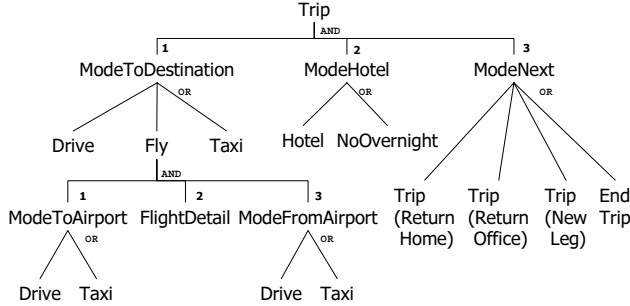 Trip
AND
1 2 3
ModeToDestination ModeHotel ModeNext
OR OR OR
Drive Fly Taxi Hotel NoOvernight
AND
1 2 3
ModeToAirport FlightDetail ModeFromAirport
OR OR
Drive Taxi Drive Taxi
Trip
(Return
Home)
Trip
(Return
Office)
Trip
(New
Leg)
End
Trip